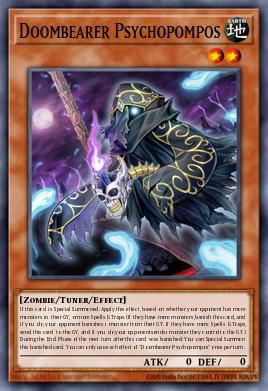 Doombearer Psychopompos
EARTH
地
[Zombie/Tuner/Effect]
If this card is Special Summoned: Apply this effect, based on whether your opponent has more
monsters in their GY, or more Spells & Traps. (If they have more monsters, banish this card, and
if you do, your opponent banishes 1 monster from their GY. If they have more Spells & Traps,
send this card to the GY, and if you do, your opponent sends 1 monster they control to the GY.)
During the End Phase of the next turn after this card was banished: You can Special Summon
this banished card. You can only use each effect of "Doombearer Psychopompos" once per turn.
ATK/ 0 DEF/ 0